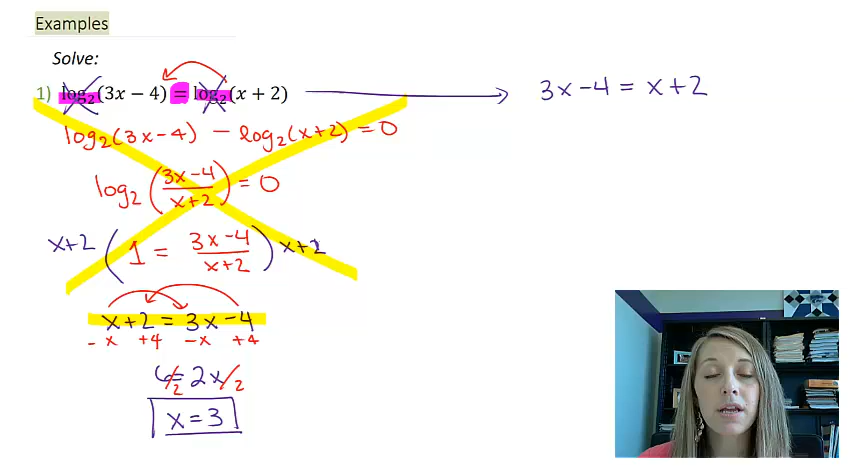 Examples
Solve:
1) log₂(3x − 4) = log₂(x + 2) → 3x − 4 = x + 2
log₂(3x − 4) − log₂(x + 2) = 0
log₂((3x − 4)/(x + 2)) = 0
x+2 (1 = (3x − 4)/(x + 2)) x+2
x + 2 = 3x − 4
− x +4 − x +4
6/2 = 2x/2
x = 3